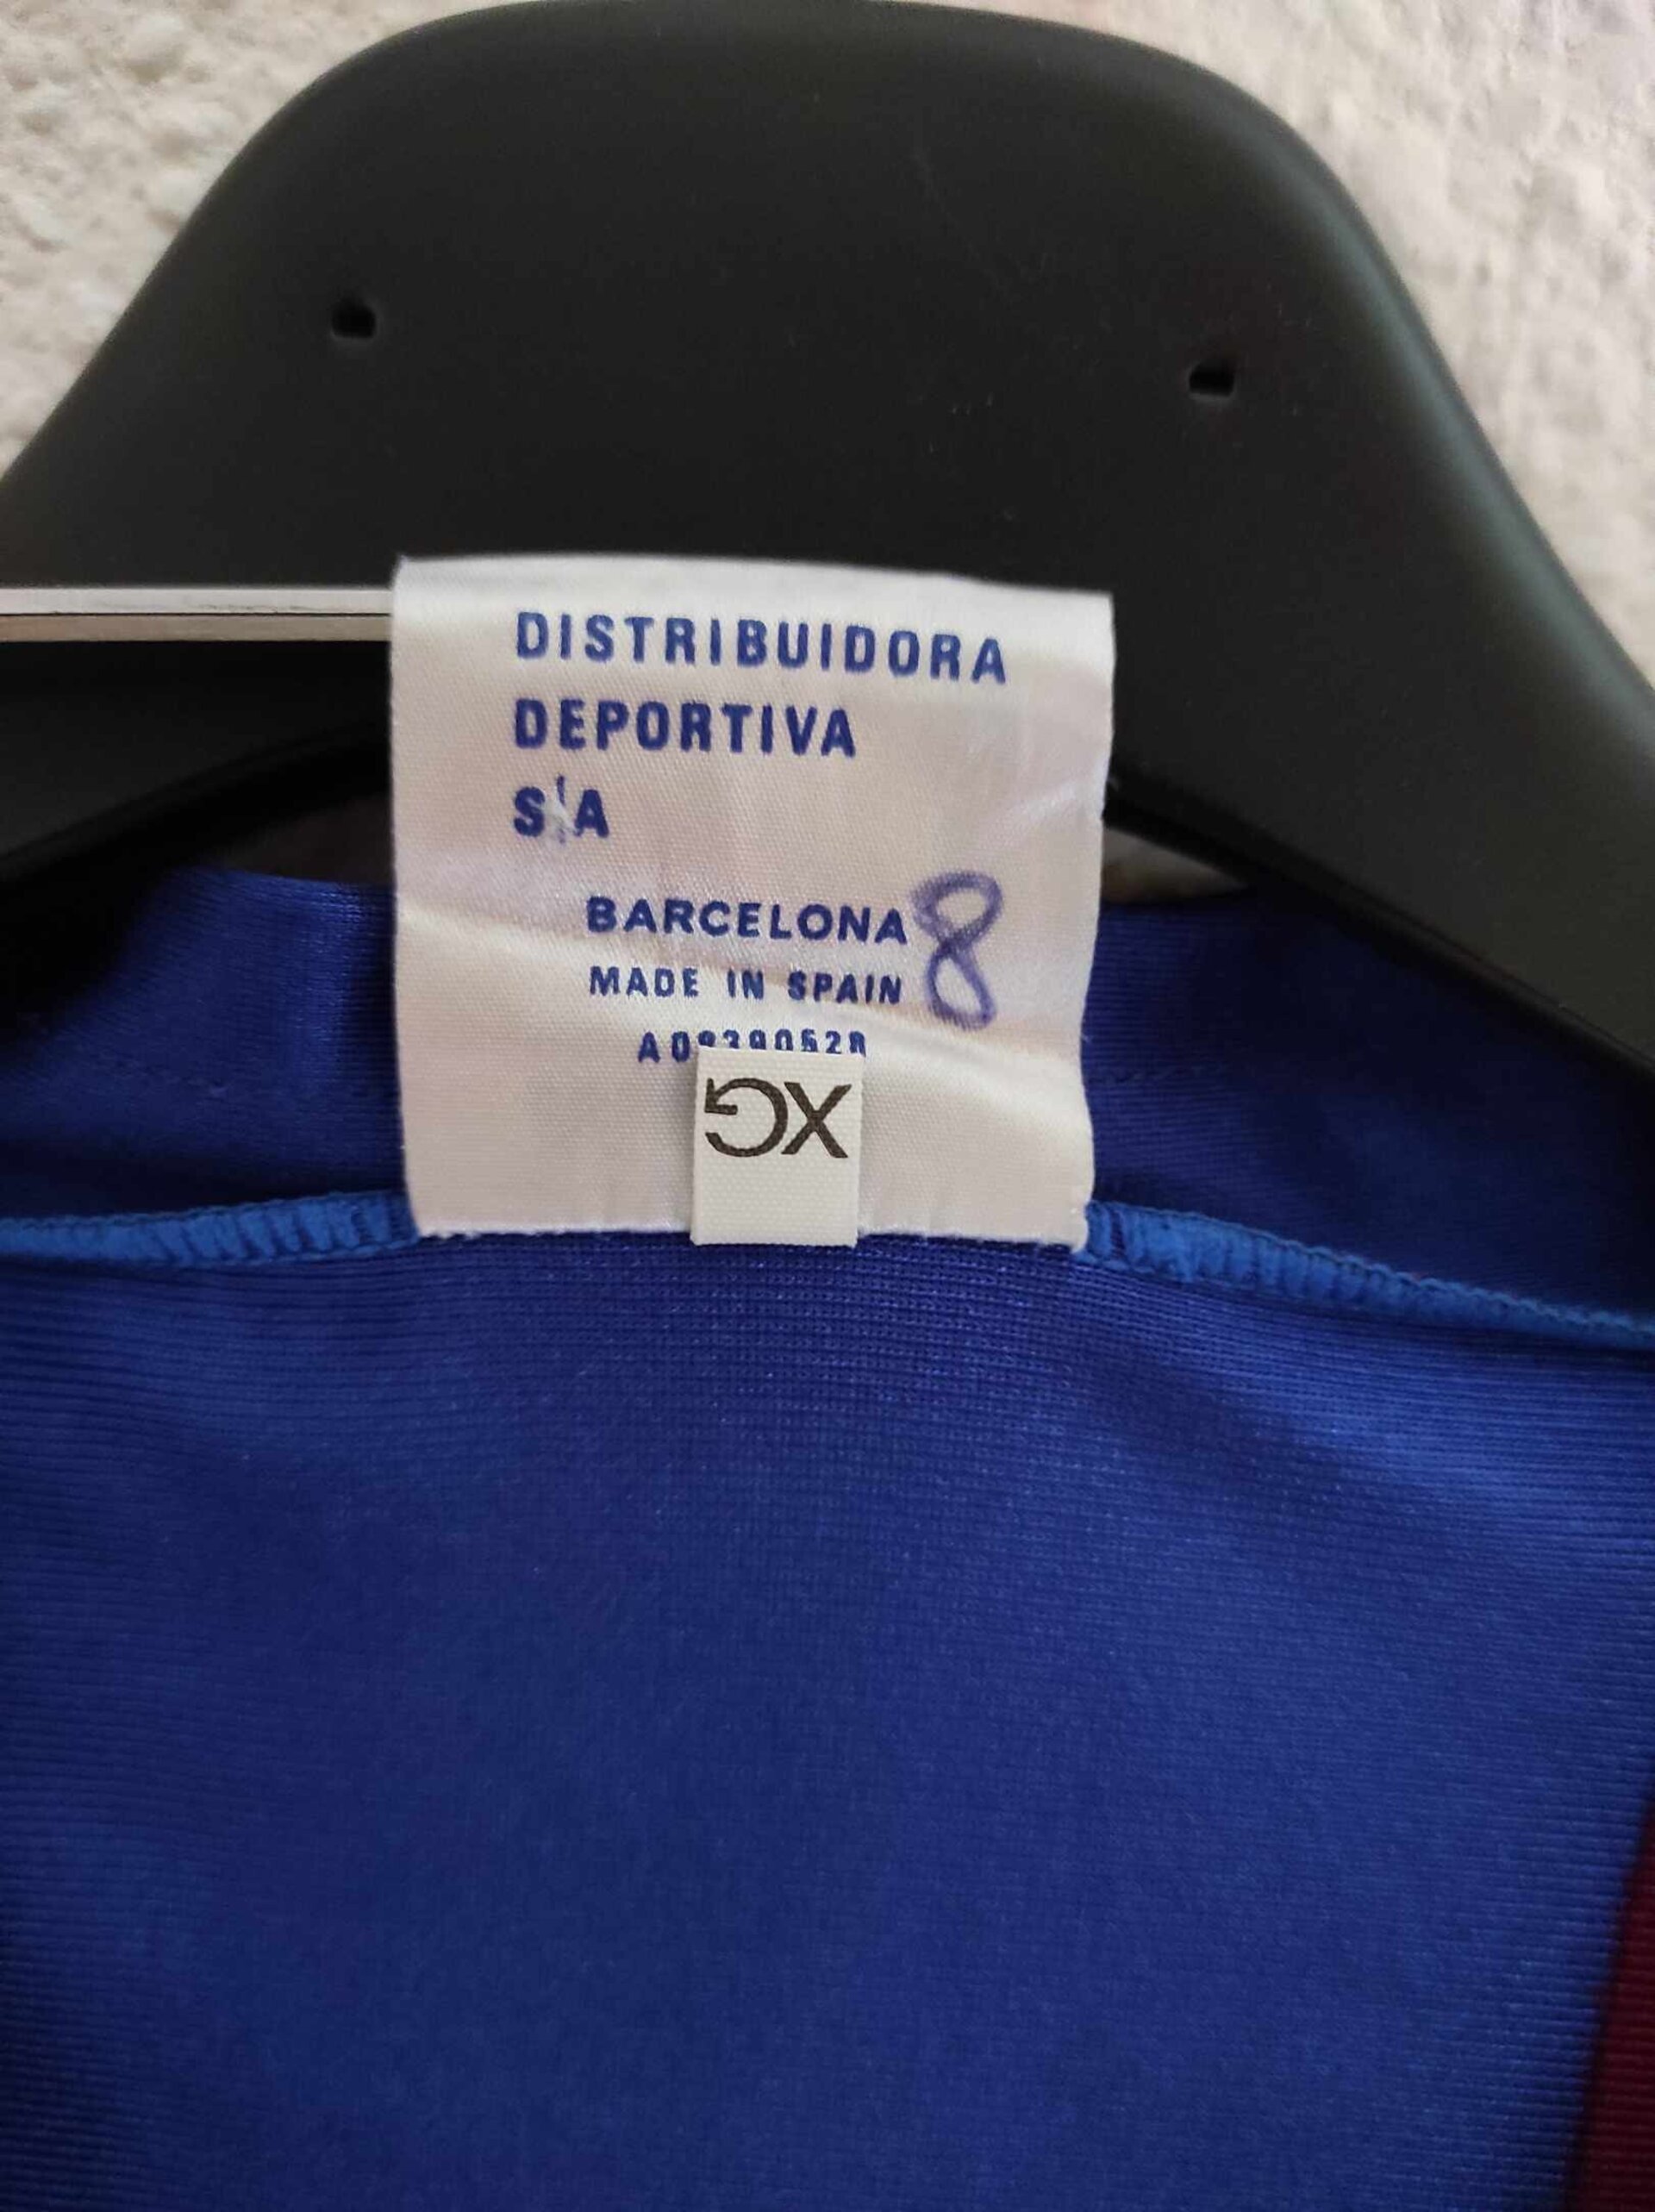 DISTRIBUIDORA
DEPORTIVA
S/A
BARCELONA
8
MADE IN SPAIN
XG